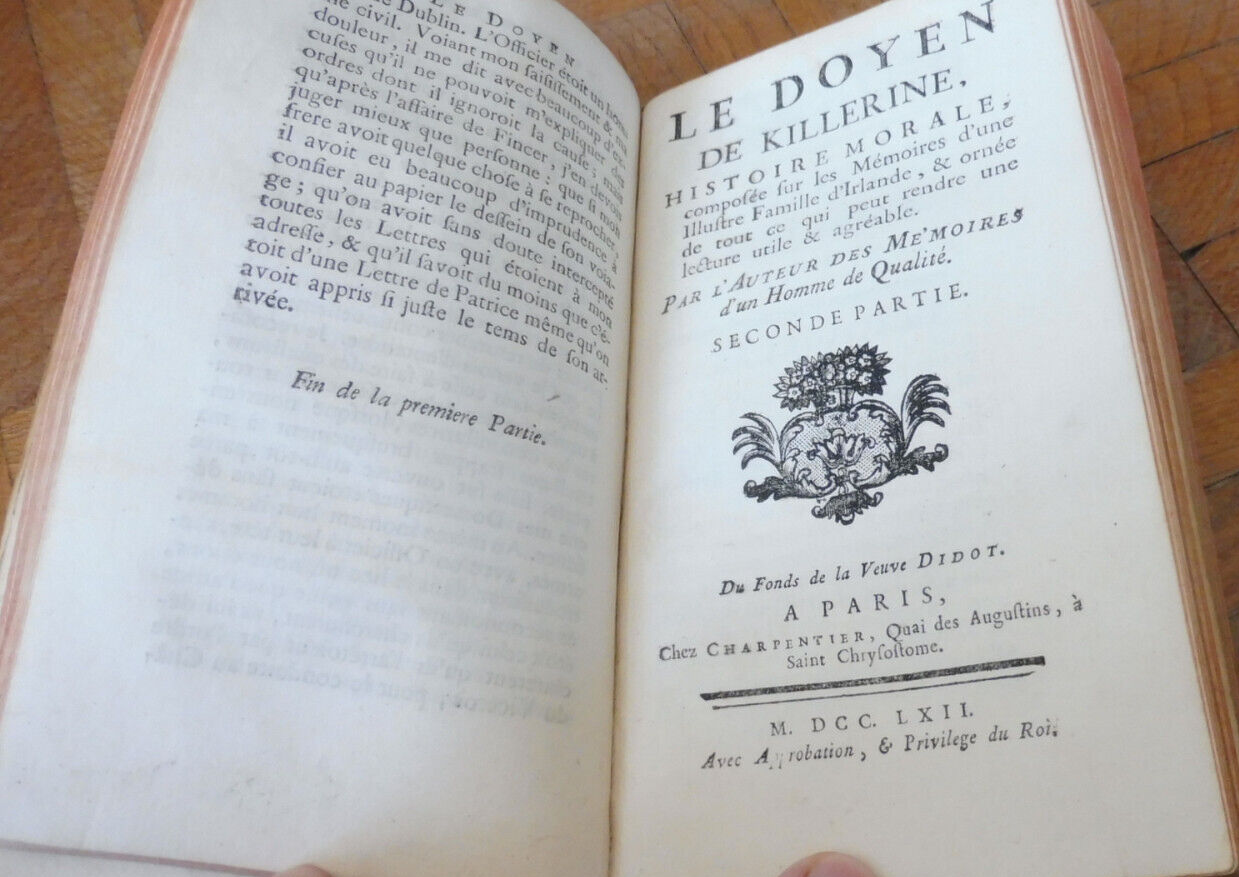 LE DOYEN
de Dublin. L'Officier étoit un homme
me civil. Voiant mon saisissement & ma
douleur, il me dit avec beaucoup d'ex-
cuses qu'il ne pouvoit m'expliquer des
ordres dont il ignoroit la cause; mais
qu'après l'affaire de Fincer, j'en devois
juger mieux que personne: que si mon
frere avoit quelque chose à se reprocher,
il avoit eu beaucoup d'imprudence à
confier au papier le dessein de son voia-
ge; qu'on avoit sans doute intercepté
toutes les Lettres qui étoient à mon
adresse, & qu'il savoit du moins que c'é-
toit d'une Lettre de Patrice même qu'on
avoit appris si juste le tems de son ar-
rivée.
Fin de la premiere Partie.
LE DOYEN
DE KILLERINE,
HISTOIRE MORALE,
composée sur les Mémoires d'une
Illustre Famille d'Irlande, & ornée
de tout ce qui peut rendre une
lecture utile & agréable.
PAR L'AUTEUR DES ME'MOIRES
d'un Homme de Qualité.
SECONDE PARTIE.
Du Fonds de la Veuve DIDOT.
A PARIS,
Chez CHARPENTIER, Quai des Augustins, à
Saint Chrysostome.
M. DCC. LXII.
Avec Approbation, & Privilege du Roi.